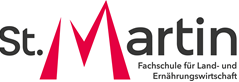 St. Martin
Fachschule für Land- und
Ernährungswirtschaft